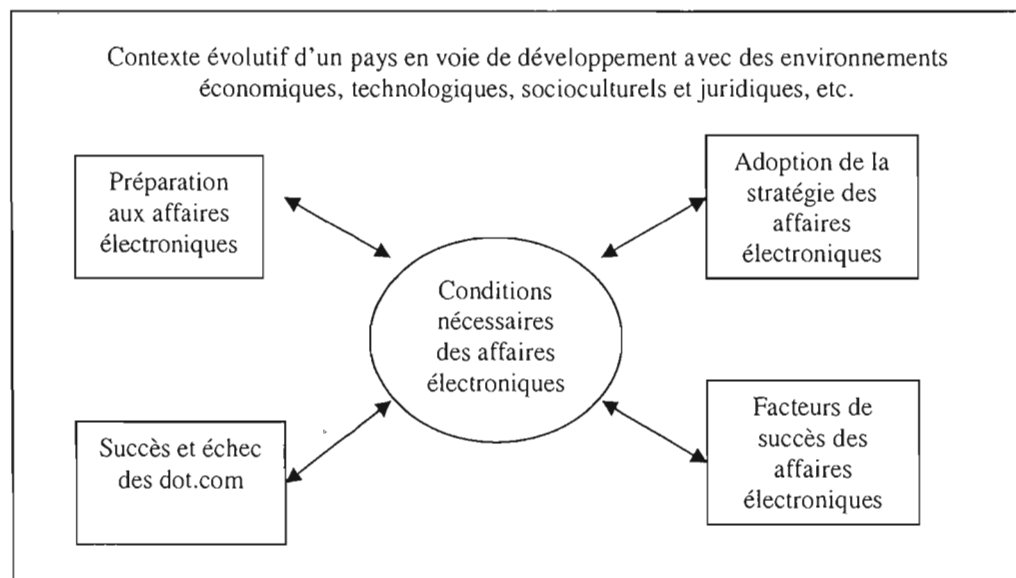 Contexte évolutif d'un pays en voie de développement avec des environnements
économiques, technologiques, socioculturels et juridiques, etc.
Préparation
aux affaires
électroniques
Adoption de la
stratégie des
affaires
électroniques
Conditions
nécessaires
des affaires
électroniques
Succès et échec
des dot.com
Facteurs de
succès des
affaires
électroniques